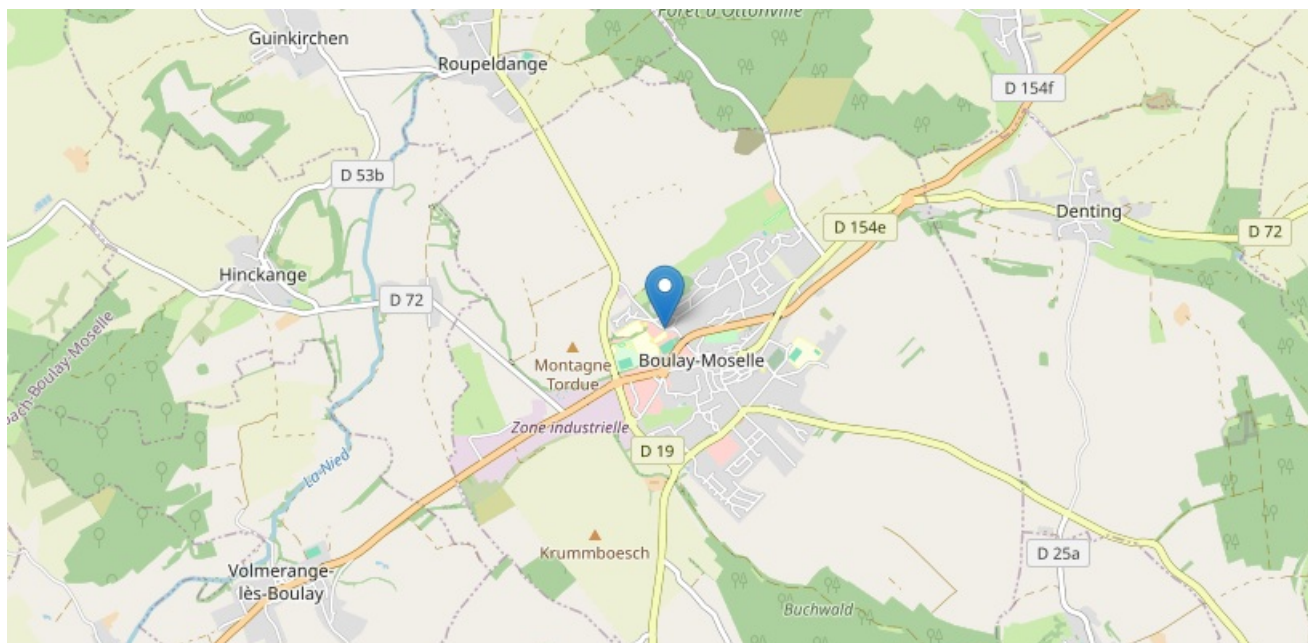 Forêt d'Ottonville
Guinkirchen
Roupeldange
D 154f
D 53b
Denting
D 154e
D 72
Hinckange
D 72
Montagne
Tordue
Boulay-Moselle
Zone industrielle
D 19
La Nied
Krummboesch
D 25a
Volmerange-
lès-Boulay
Buchwald